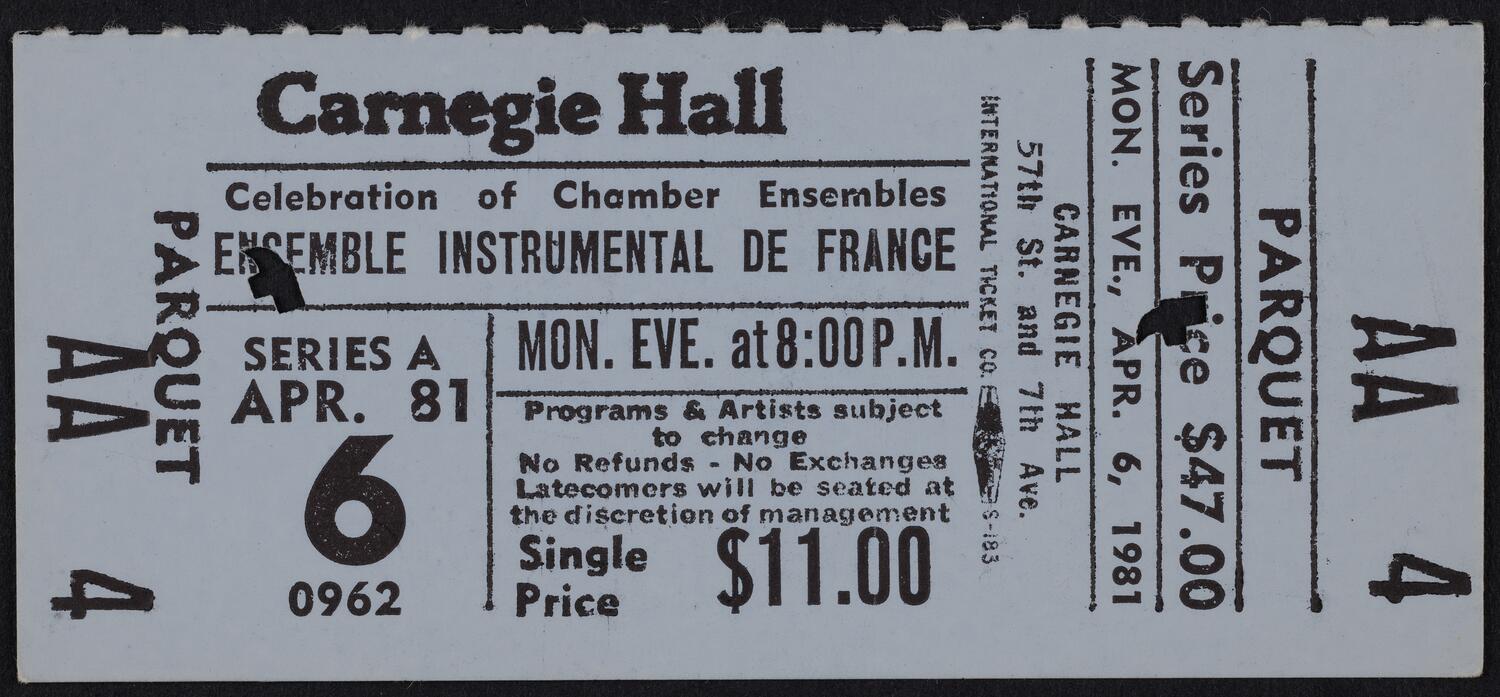 Carnegie Hall
Celebration of Chamber Ensembles
ENSEMBLE INSTRUMENTAL DE FRANCE
SERIES A
APR. 81
6
0962
MON. EVE. at 8:00 P.M.
Programs & Artists subject
to change
No Refunds - No Exchanges
Latecomers will be seated at
the discretion of management
Single
Price
$11.00
PARQUET
AA 4
INTERNATIONAL TICKET CO.
57th St. and 7th Ave.
CARNEGIE HALL
MON. EVE., APR. 6, 1981
Series Price $47.00
PARQUET
AA 4